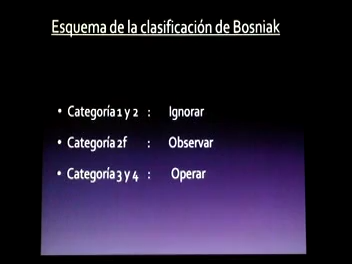 Esquema de la clasificación de Bosniak
• Categoría 1 y 2 : Ignorar
• Categoría 2f : Observar
• Categoría 3 y 4 : Operar